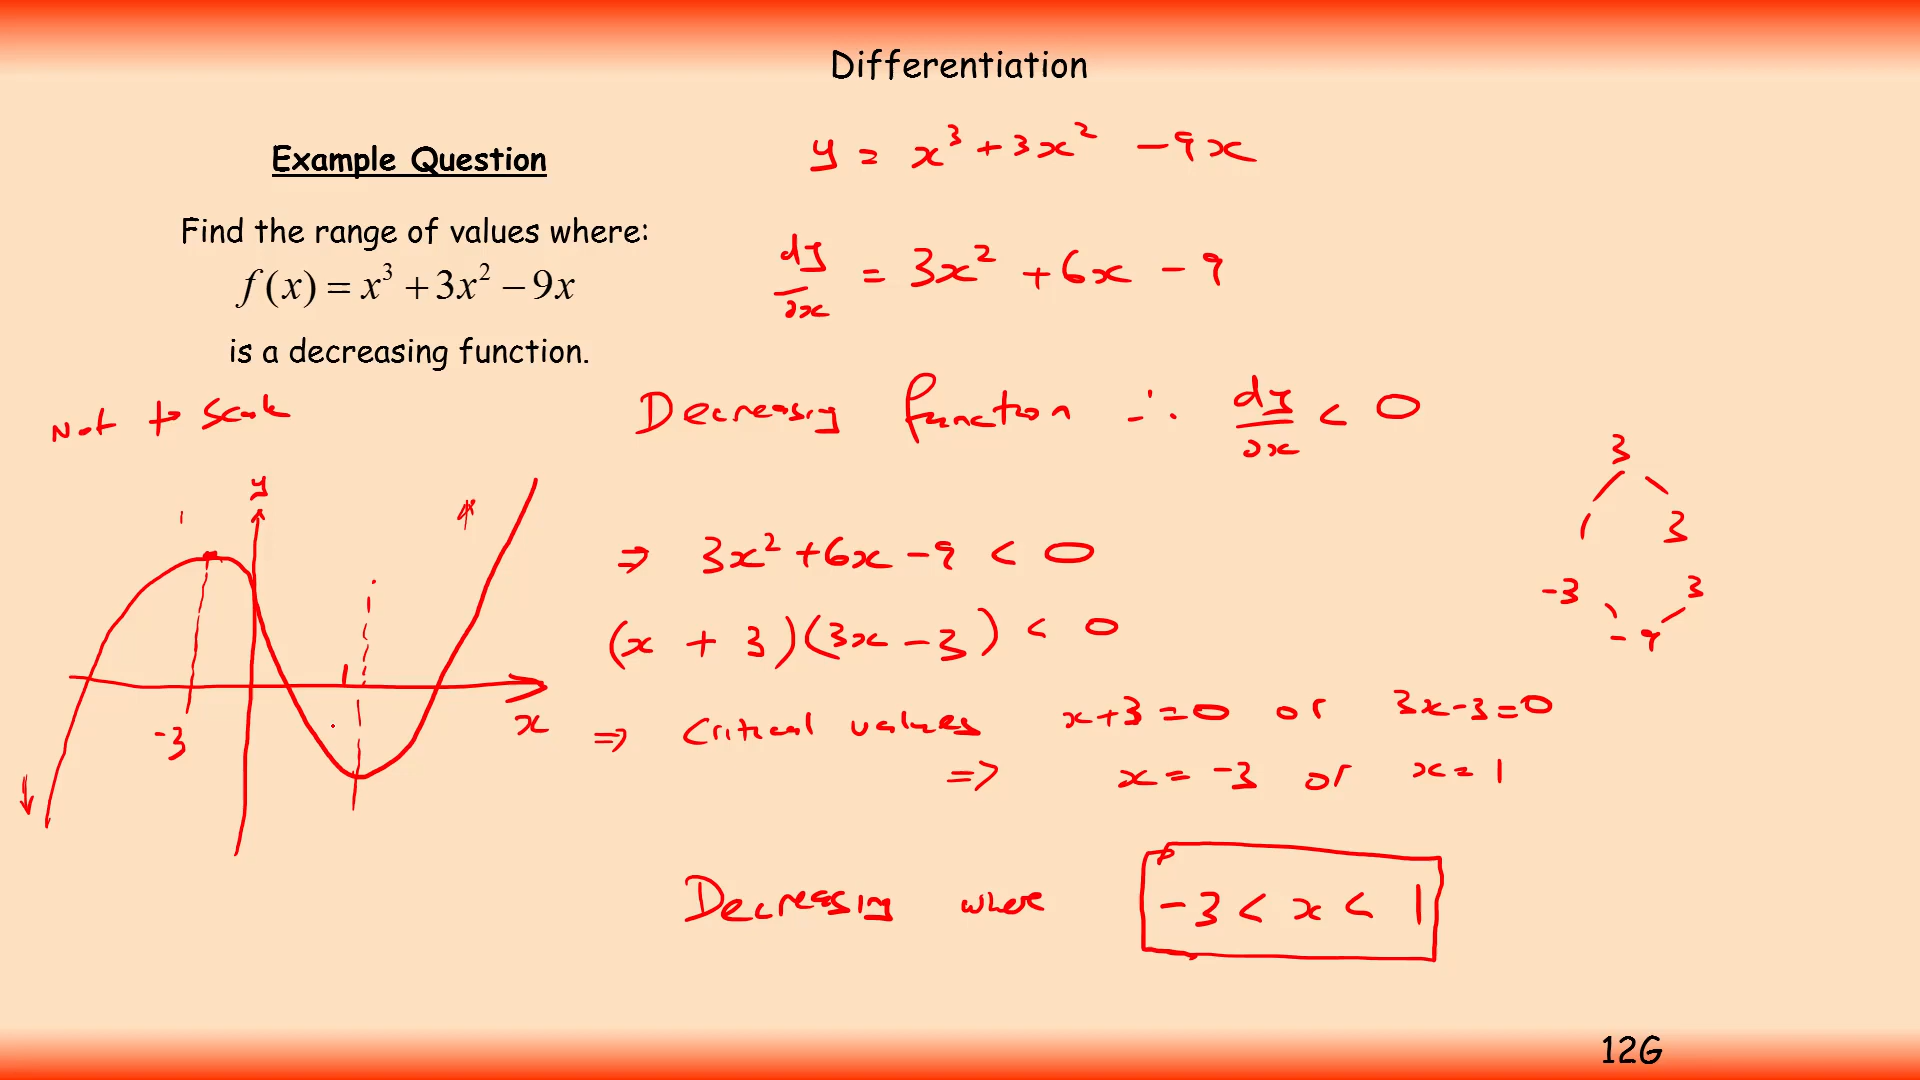 Differentiation
Example Question
Find the range of values where:
f(x) = x³ + 3x² − 9x
is a decreasing function.
Not to Scale
y
x
-3
1
y = x³ + 3x² − 9x
dy/dx = 3x² + 6x − 9
Decreasing function ∴ dy/dx < 0
⇒ 3x² + 6x − 9 < 0
(x + 3)(3x − 3) < 0
⇒ Critical values x+3=0 or 3x-3=0
⇒ x = -3 or x = 1
Decreasing where -3 < x < 1
3
1 3
-3 3
-9
12G